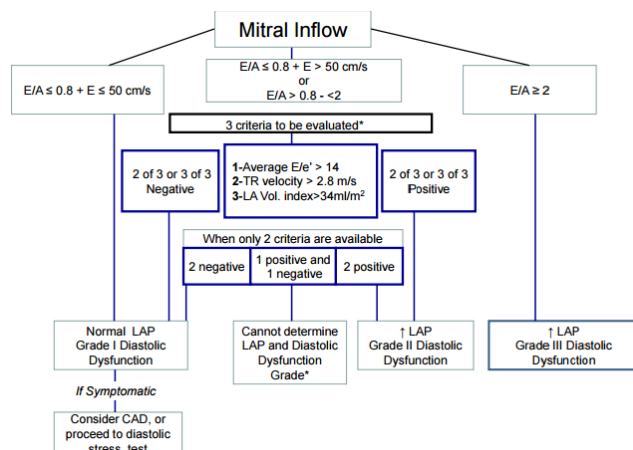 Mitral Inflow
E/A ≤ 0.8 + E ≤ 50 cm/s
E/A ≤ 0.8 + E > 50 cm/s
or
E/A > 0.8 - <2
E/A ≥ 2
3 criteria to be evaluated*
2 of 3 or 3 of 3
Negative
1-Average E/e' > 14
2-TR velocity > 2.8 m/s
3-LA Vol. index>34ml/m²
2 of 3 or 3 of 3
Positive
When only 2 criteria are available
2 negative
1 positive and
1 negative
2 positive
Normal LAP
Grade I Diastolic
Dysfunction
Cannot determine
LAP and Diastolic
Dysfunction
Grade*
↑ LAP
Grade II Diastolic
Dysfunction
↑ LAP
Grade III Diastolic
Dysfunction
If Symptomatic
Consider CAD, or
proceed to diastolic
stress test